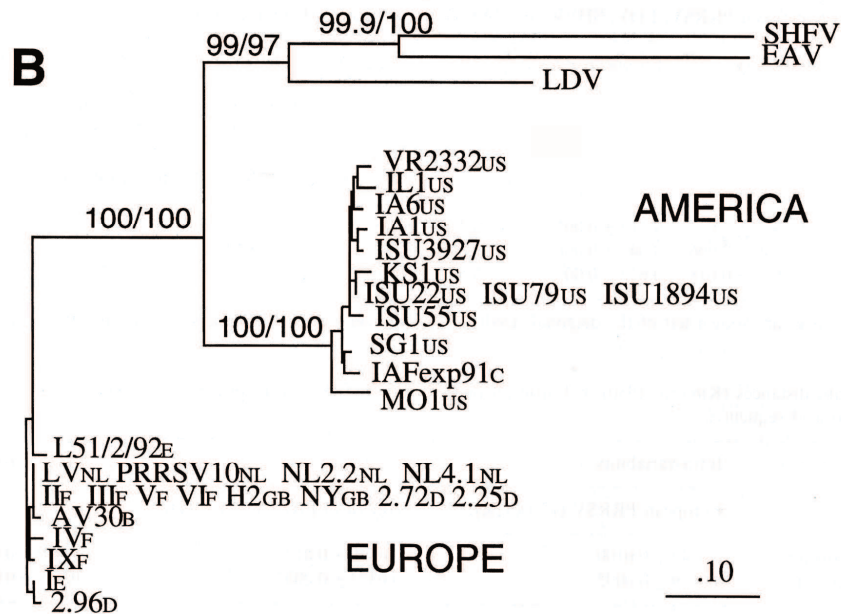 B
99.9/100
SHFV
99/97
EAV
LDV
VR2332US
IL1US
IA6US
AMERICA
IA1US
ISU3927US
100/100
KS1US
ISU22US ISU79US ISU1894US
ISU55US
100/100
SG1US
IAFexp91C
MO1US
L51/2/92E
LVNL PRRSV10NL NL2.2NL NL4.1NL
IIF IIIF VF VIF H2GB NYGB 2.72D 2.25D
AV30B
IVF
IXF
EUROPE
.10
IE
2.96D